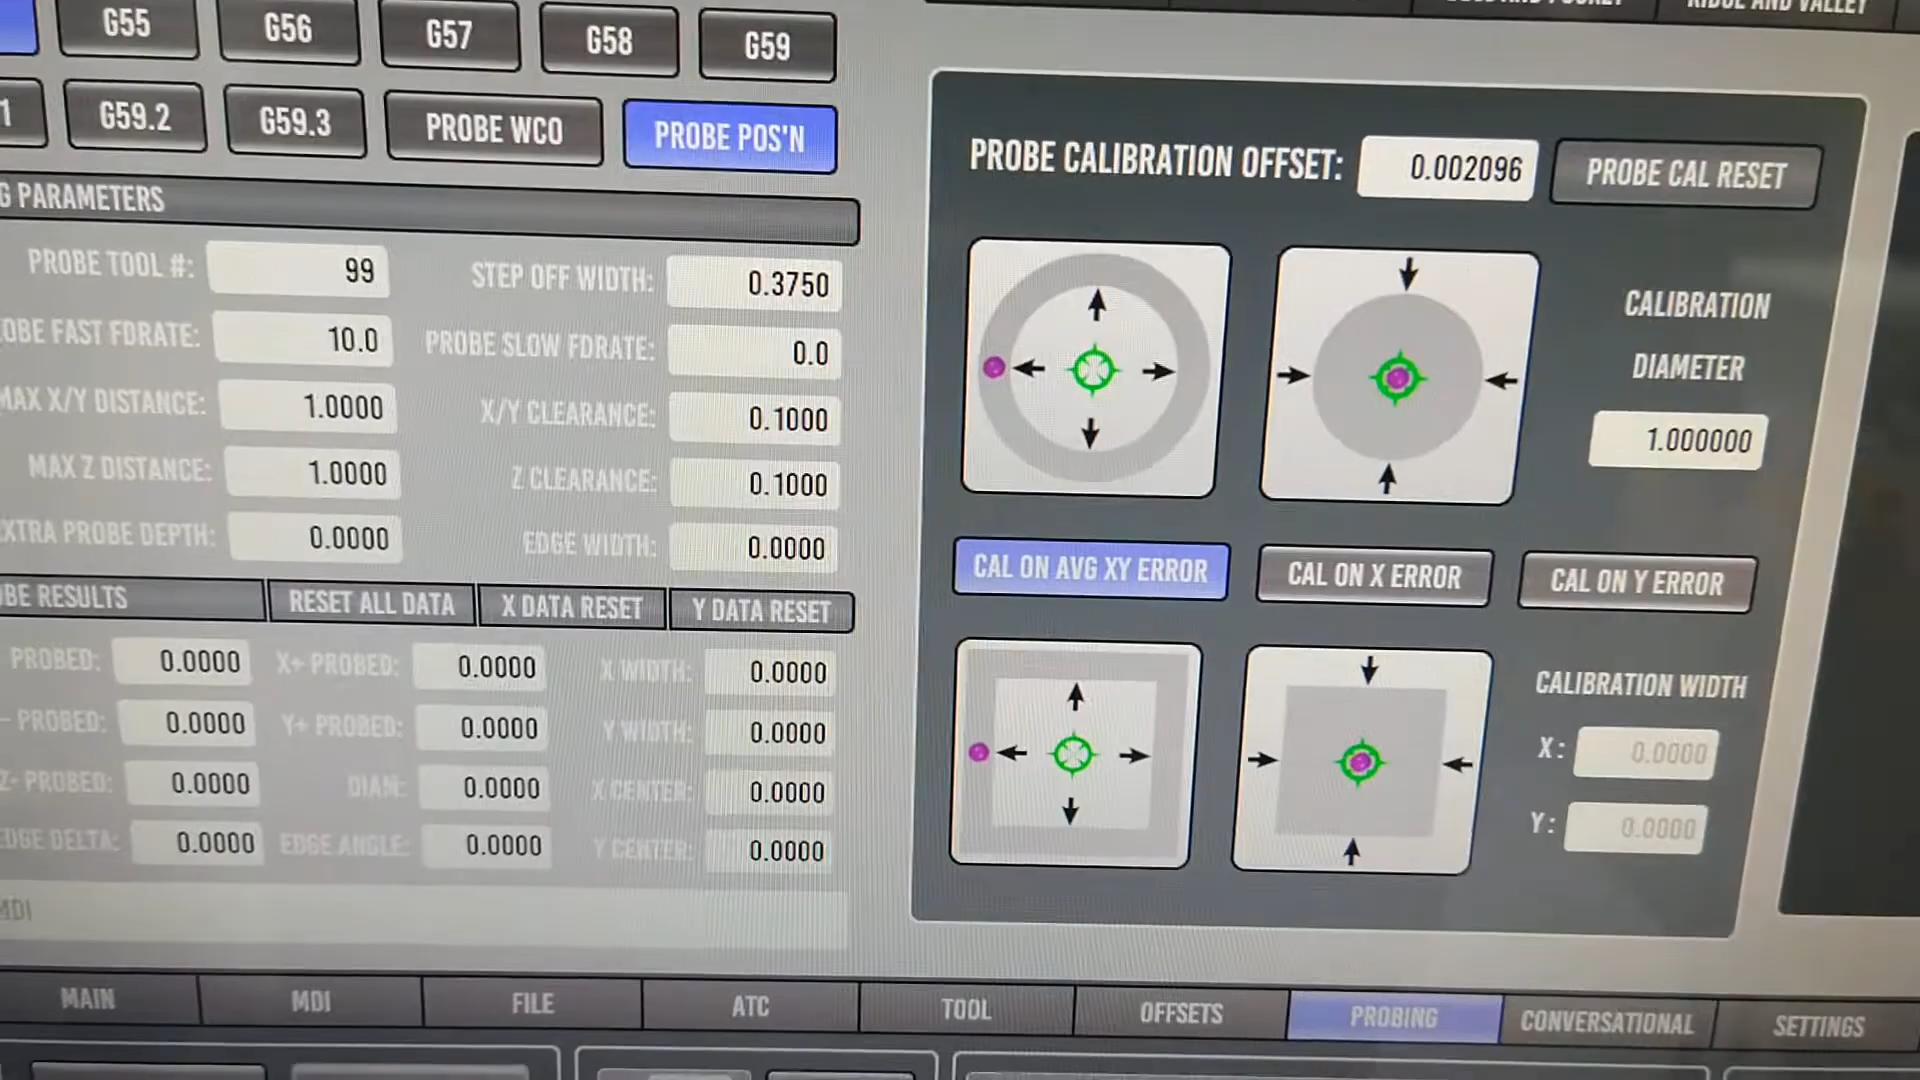 G55 G56 G57 G58 G59
RIDGE AND VALLEY
1 G59.2 G59.3 PROBE WCO PROBE POS'N
G PARAMETERS
PROBE TOOL #: 99 STEP OFF WIDTH: 0.3750
OBE FAST FDRATE: 10.0 PROBE SLOW FDRATE: 0.0
MAX X/Y DISTANCE: 1.0000 X/Y CLEARANCE: 0.1000
MAX Z DISTANCE: 1.0000 Z CLEARANCE: 0.1000
EXTRA PROBE DEPTH: 0.0000 EDGE WIDTH: 0.0000
BE RESULTS RESET ALL DATA X DATA RESET Y DATA RESET
PROBED: 0.0000 X+ PROBED: 0.0000 X WIDTH: 0.0000
- PROBED: 0.0000 Y+ PROBED: 0.0000 Y WIDTH: 0.0000
Z- PROBED: 0.0000 DIAM: 0.0000 X CENTER: 0.0000
EDGE DELTA: 0.0000 EDGE ANGLE: 0.0000 Y CENTER: 0.0000
MDI
PROBE CALIBRATION OFFSET: 0.002096 PROBE CAL RESET
CALIBRATION
DIAMETER
1.000000
CAL ON AVG XY ERROR CAL ON X ERROR CAL ON Y ERROR
CALIBRATION WIDTH
X: 0.0000
Y: 0.0000
MAIN MDI FILE ATC TOOL OFFSETS PROBING CONVERSATIONAL SETTINGS